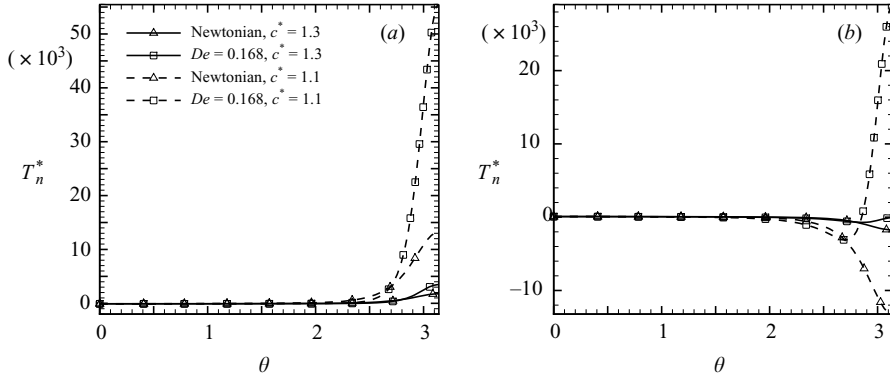 50
(× 10³)
40
30
T*n
20
10
0
0 1 2 3
θ
(a)
Newtonian, c* = 1.3
De = 0.168, c* = 1.3
Newtonian, c* = 1.1
De = 0.168, c* = 1.1
(× 10³)
20
10
T*n
0
−10
0 1 2 3
θ
(b)